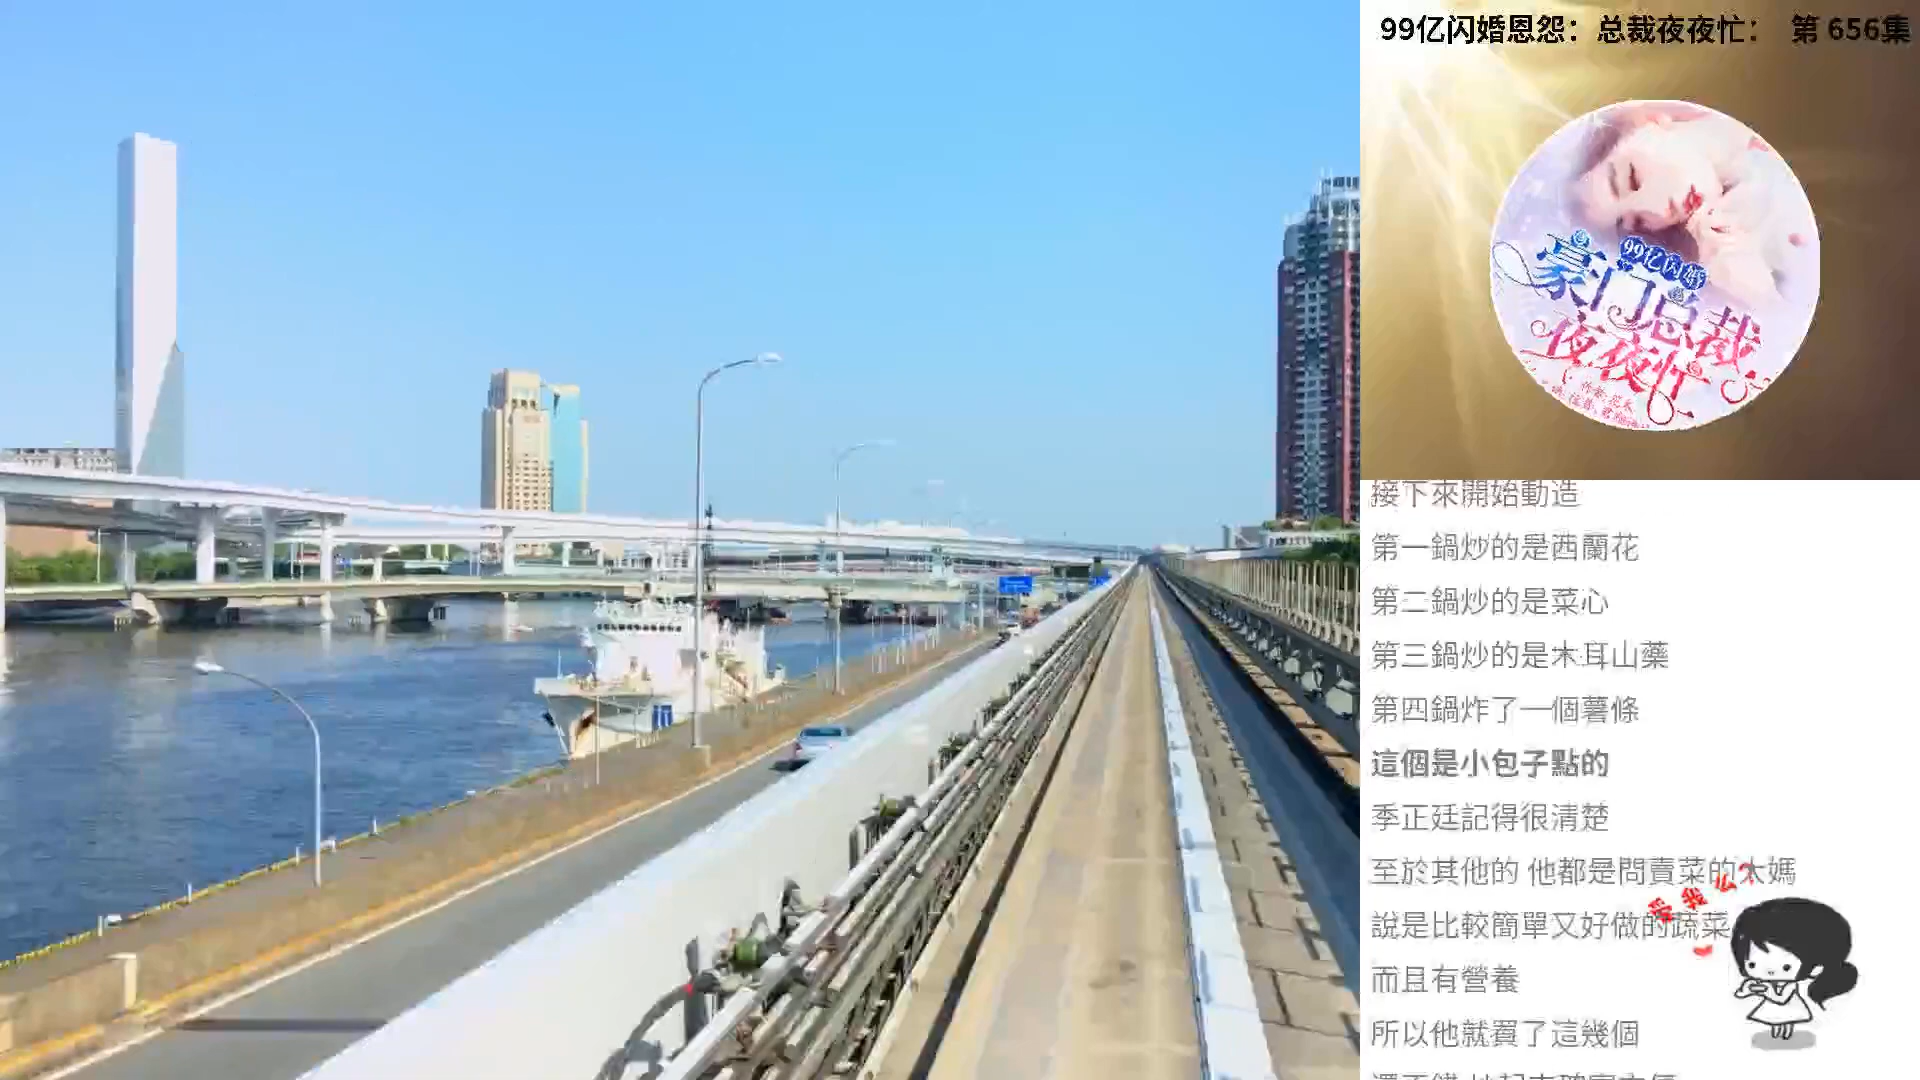 99亿闪婚恩怨：总裁夜夜忙： 第 656集
99亿闪婚
豪门总裁
夜夜忙
接下來開始動造
第一鍋炒的是西蘭花
第二鍋炒的是菜心
第三鍋炒的是木耳山藥
第四鍋炸了一個薯條
這個是小包子點的
季正廷記得很清楚
至於其他的 他都是問賣菜的大媽
說是比較簡單又好做的蔬菜
而且有營養
所以他就買了這幾個
爱我么?